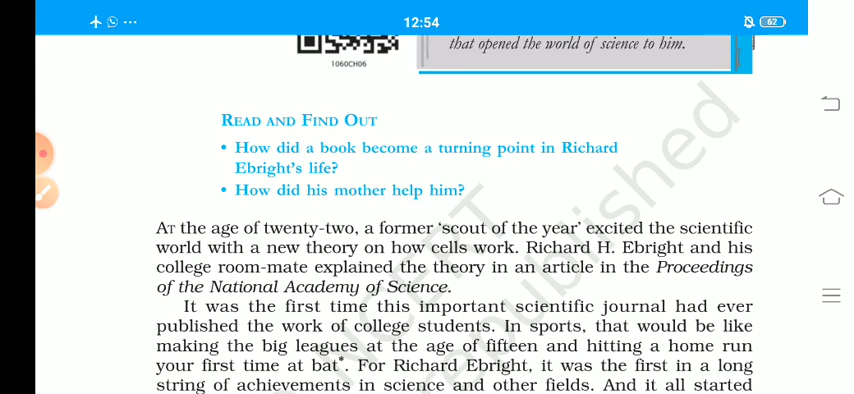 12:54
62
that opened the world of science to him.
1060CH06
READ AND FIND OUT
• How did a book become a turning point in Richard
Ebright's life?
• How did his mother help him?
AT the age of twenty-two, a former ‘scout of the year’ excited the scientific
world with a new theory on how cells work. Richard H. Ebright and his
college room-mate explained the theory in an article in the Proceedings
of the National Academy of Science.
It was the first time this important scientific journal had ever
published the work of college students. In sports, that would be like
making the big leagues at the age of fifteen and hitting a home run
your first time at bat*. For Richard Ebright, it was the first in a long
string of achievements in science and other fields. And it all started
NCERT
republished